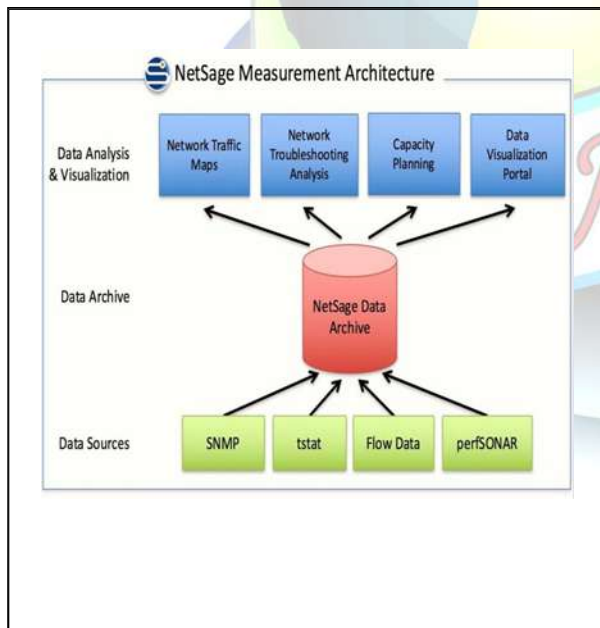 NetSage Measurement Architecture
Data Analysis
& Visualization
Network Traffic
Maps
Network
Troubleshooting
Analysis
Capacity
Planning
Data
Visualization
Portal
Data Archive
NetSage Data
Archive
Data Sources
SNMP
tstat
Flow Data
perfSONAR